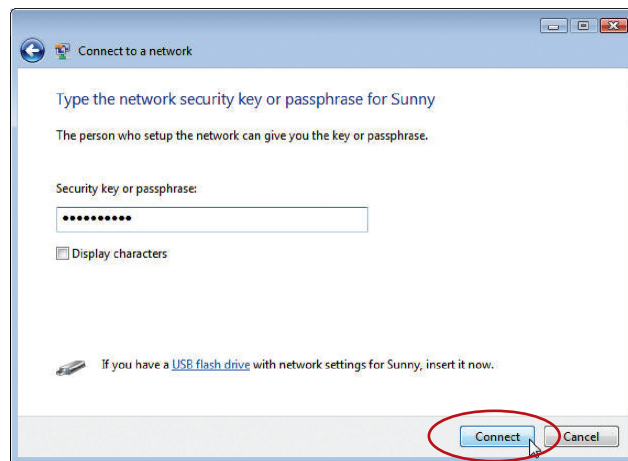 Connect to a network
Type the network security key or passphrase for Sunny
The person who setup the network can give you the key or passphrase.
Security key or passphrase:
••••••••••
Display characters
If you have a USB flash drive with network settings for Sunny, insert it now.
Connect Cancel